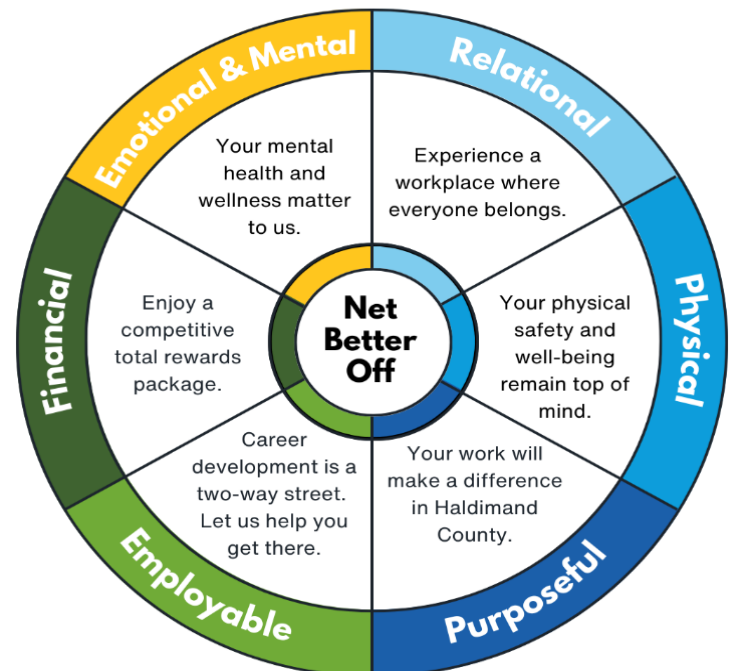 Emotional & Mental
Your mental
health and
wellness matter
to us.
Relational
Experience a
workplace where
everyone belongs.
Physical
Your physical
safety and
well-being
remain top of
mind.
Purposeful
Your work will
make a difference
in Haldimand
County.
Employable
Career
development is a
two-way street.
Let us help you
get there.
Financial
Enjoy a
competitive
total rewards
package.
Net
Better
Off